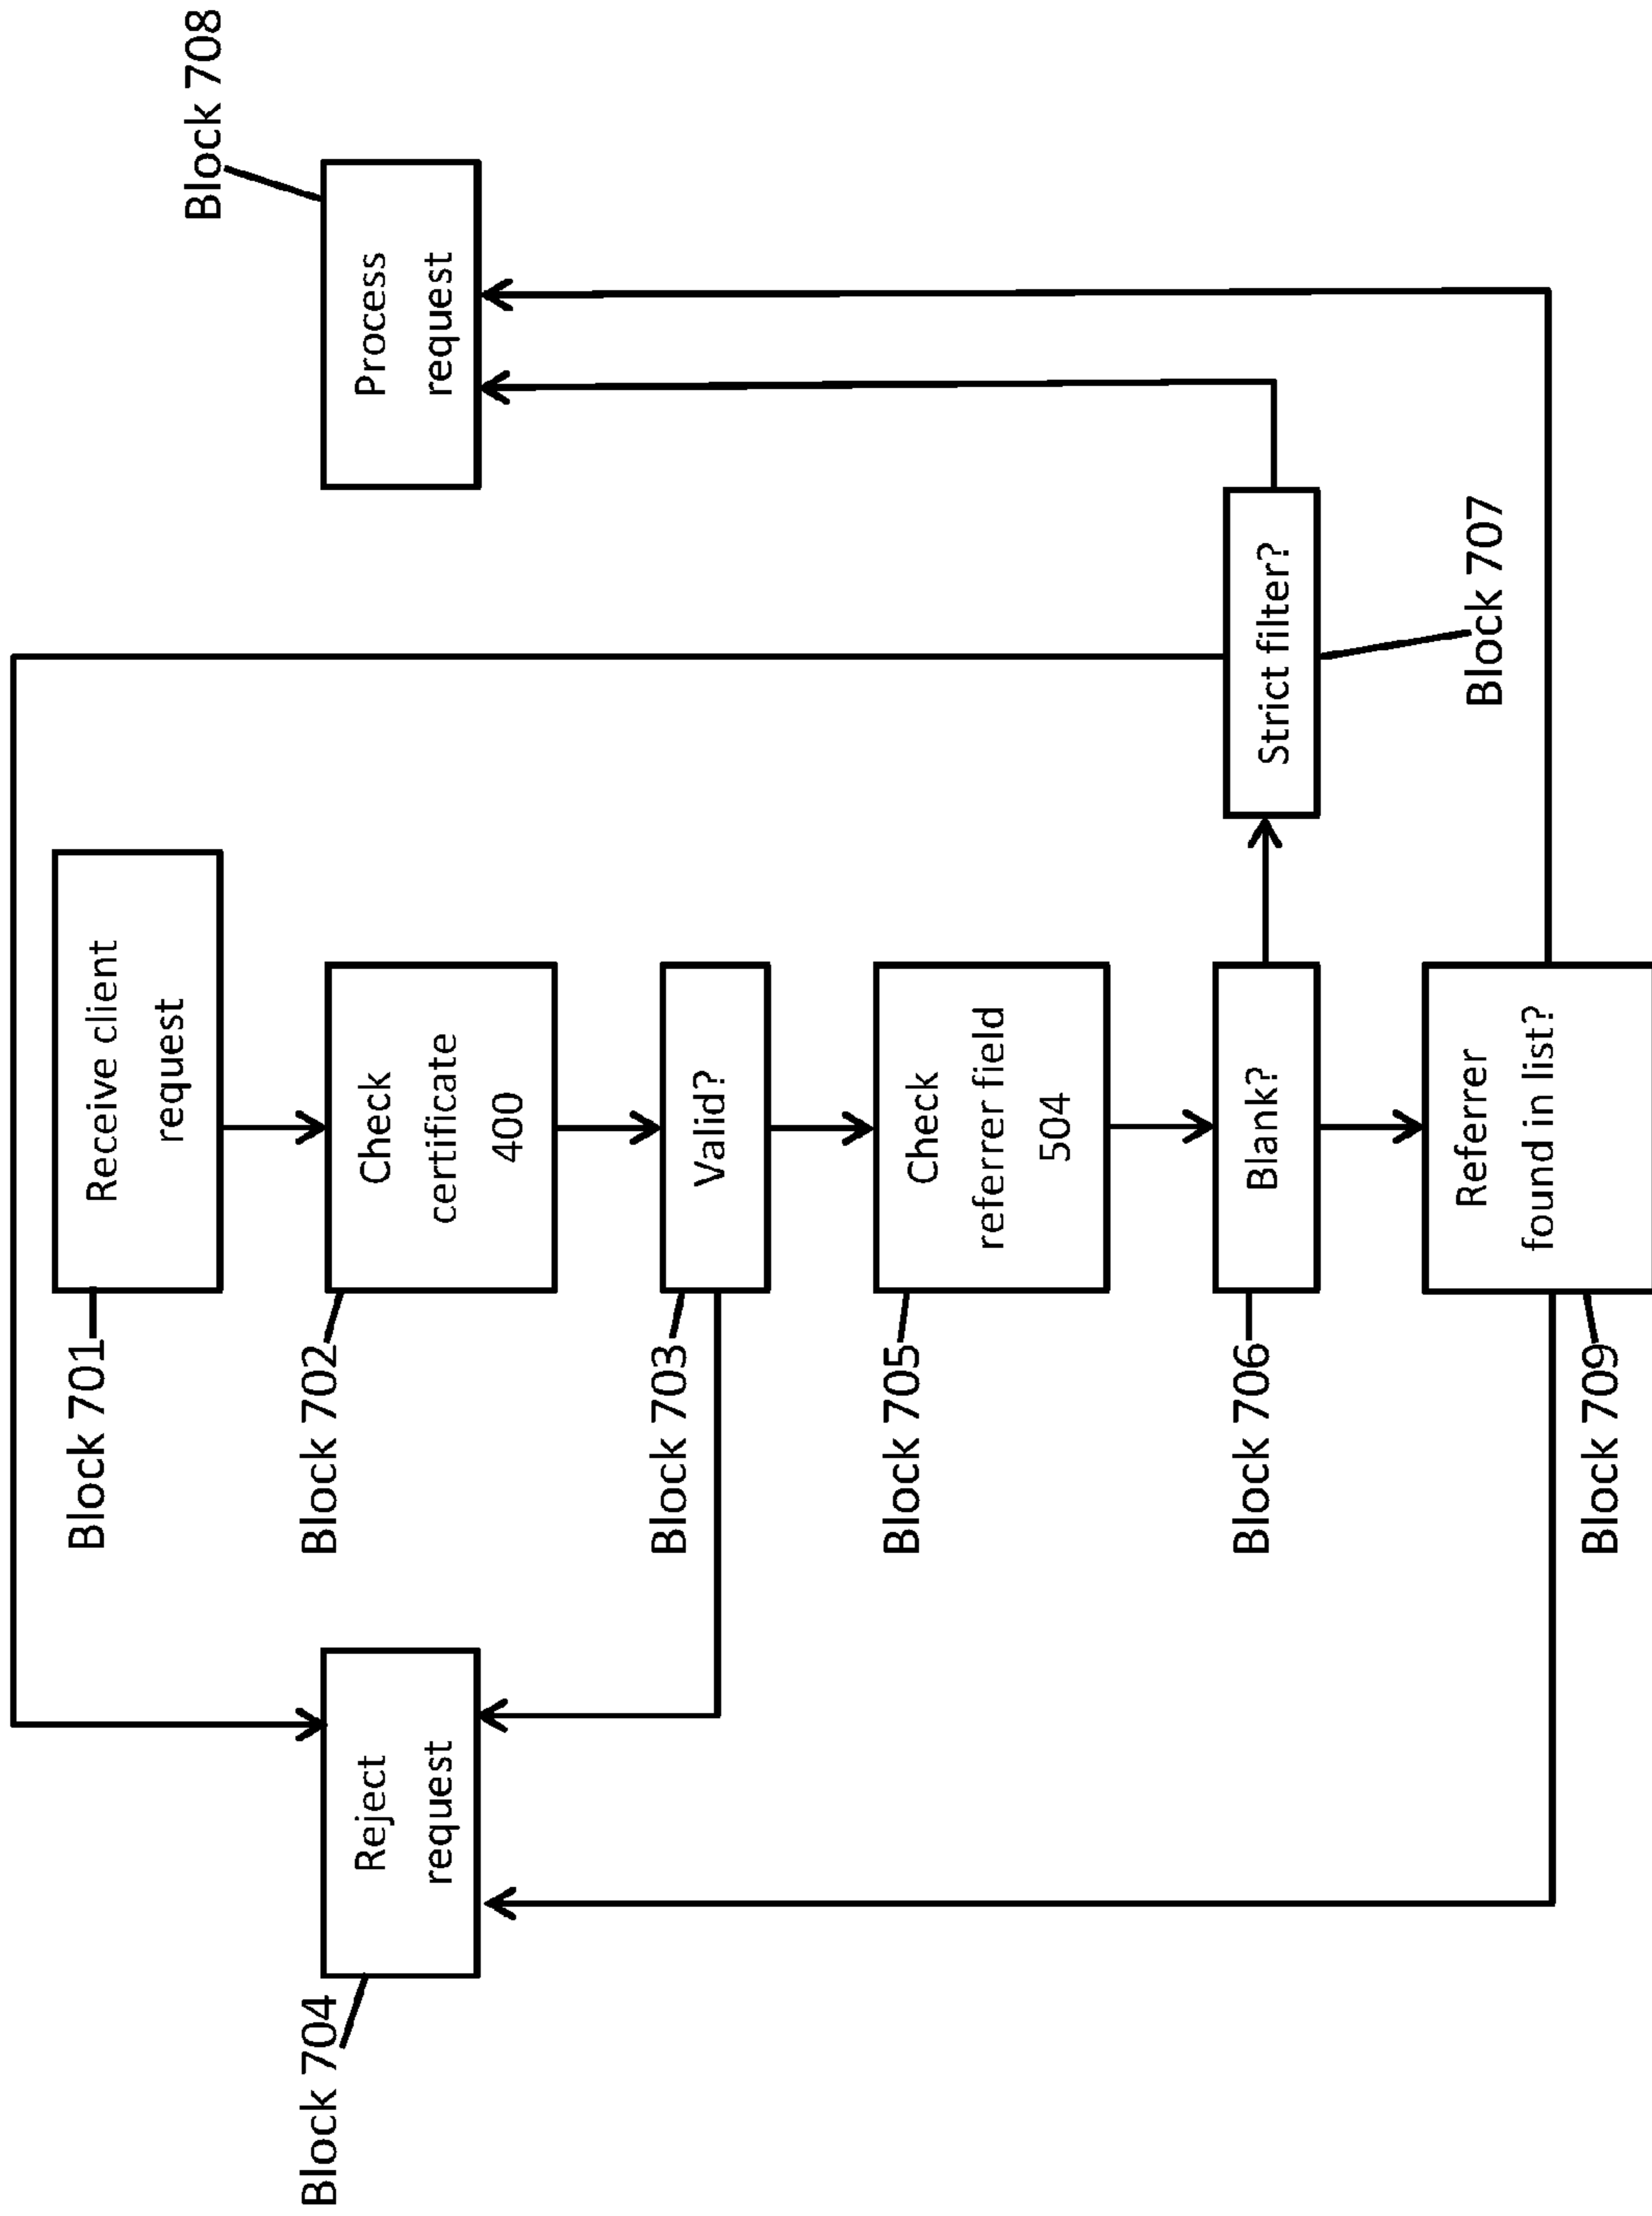 Block 701
Receive client
request
Block 708
Block 704
Reject
request
Block 702
Check
certificate
400
Process
request
Block 703
Valid?
Block 705
Check
referrer field
504
Block 706
Blank?
Strict filter?
Block 707
Block 709
Referrer
found in list?